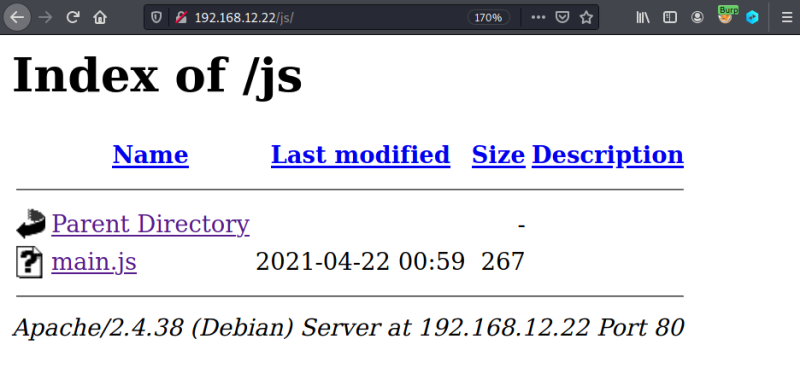 192.168.12.22/js/
170%
Burp
Index of /js
Name Last modified Size Description
Parent Directory -
main.js 2021-04-22 00:59 267
Apache/2.4.38 (Debian) Server at 192.168.12.22 Port 80